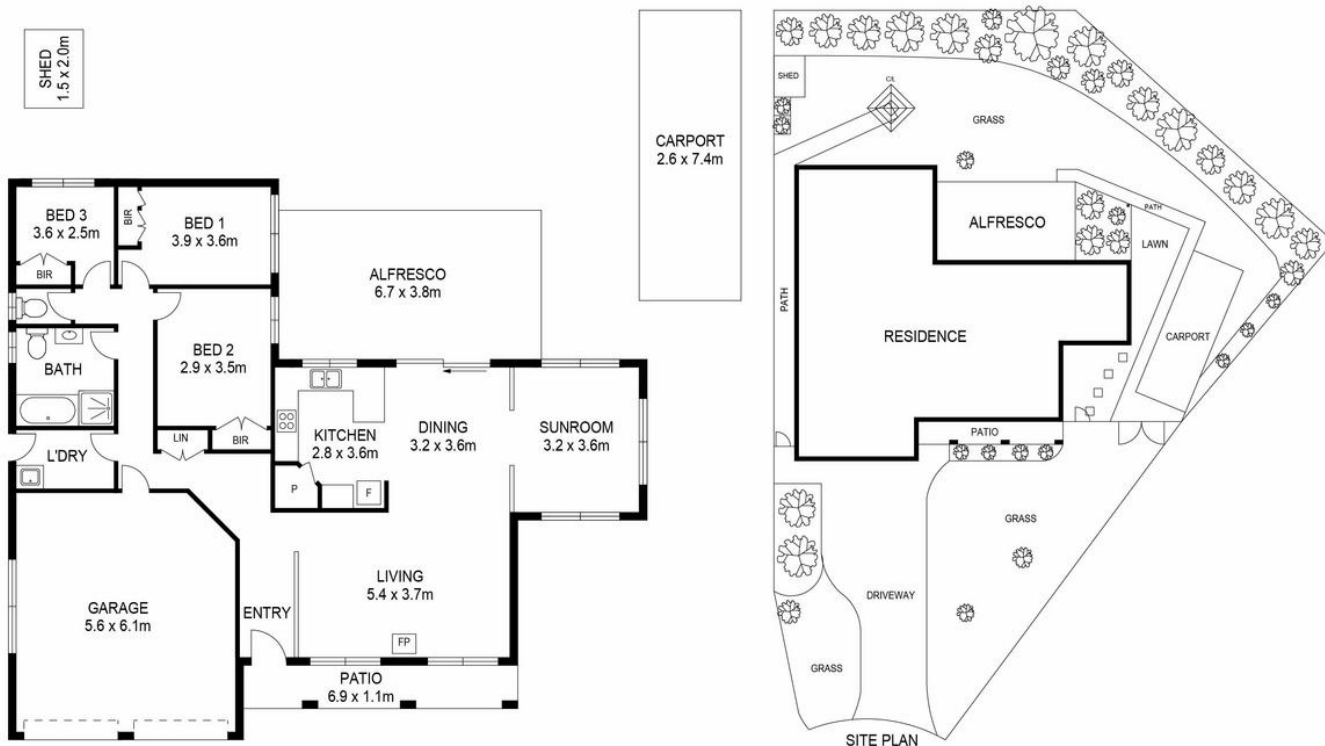 SHED
1.5 x 2.0m
BED 3
3.6 x 2.5m
BIR
BIR
BED 1
3.9 x 3.6m
ALFRESCO
6.7 x 3.8m
BATH
BED 2
2.9 x 3.5m
LIN
BIR
L'DRY
KITCHEN
2.8 x 3.6m
P
F
DINING
3.2 x 3.6m
SUNROOM
3.2 x 3.6m
LIVING
5.4 x 3.7m
FP
GARAGE
5.6 x 6.1m
ENTRY
PATIO
6.9 x 1.1m
CARPORT
2.6 x 7.4m
SHED
C/L
GRASS
ALFRESCO
PATH
LAWN
PATH
RESIDENCE
CARPORT
PATIO
GRASS
DRIVEWAY
GRASS
SITE PLAN